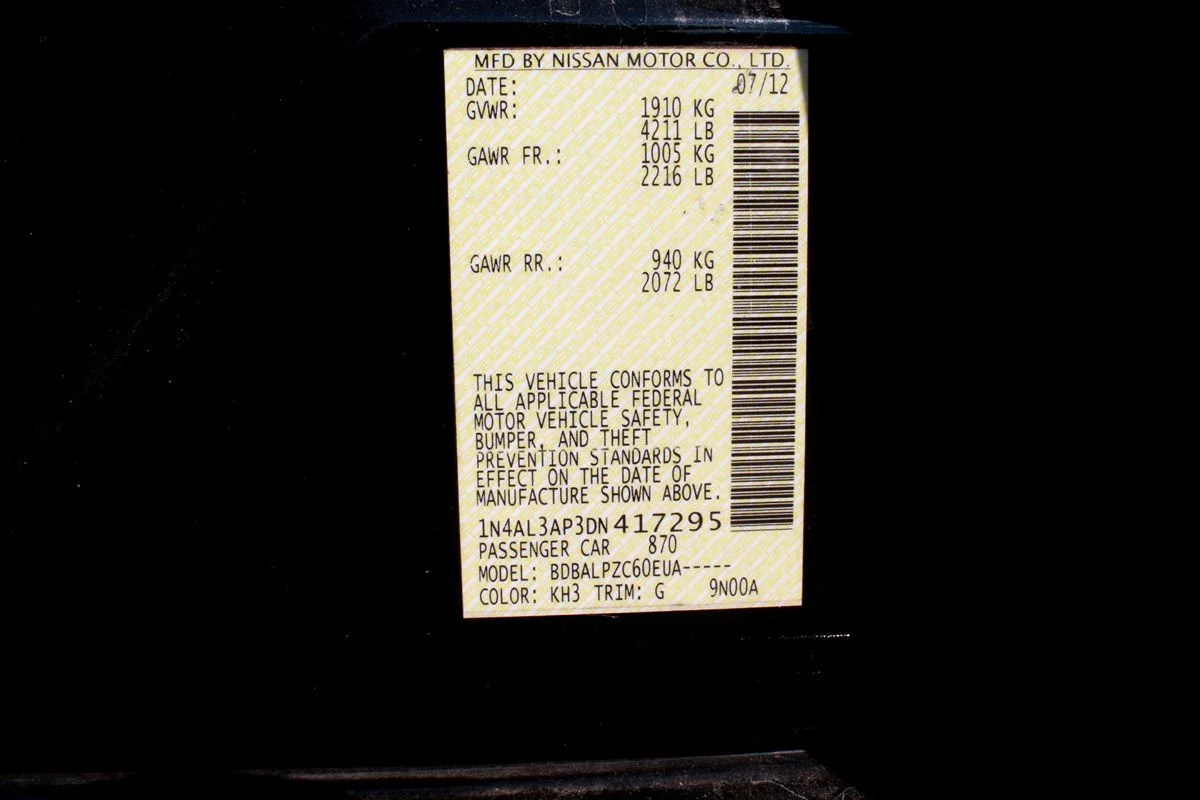 MFD BY NISSAN MOTOR CO., LTD.
DATE: 07/12
GVWR: 1910 KG
4211 LB
GAWR FR.: 1005 KG
2216 LB
GAWR RR.: 940 KG
2072 LB
THIS VEHICLE CONFORMS TO
ALL APPLICABLE FEDERAL
MOTOR VEHICLE SAFETY,
BUMPER, AND THEFT
PREVENTION STANDARDS IN
EFFECT ON THE DATE OF
MANUFACTURE SHOWN ABOVE.
1N4AL3AP3DN417295
PASSENGER CAR 870
MODEL: BDBALPZC60EUA-----
COLOR: KH3 TRIM: G 9N00A